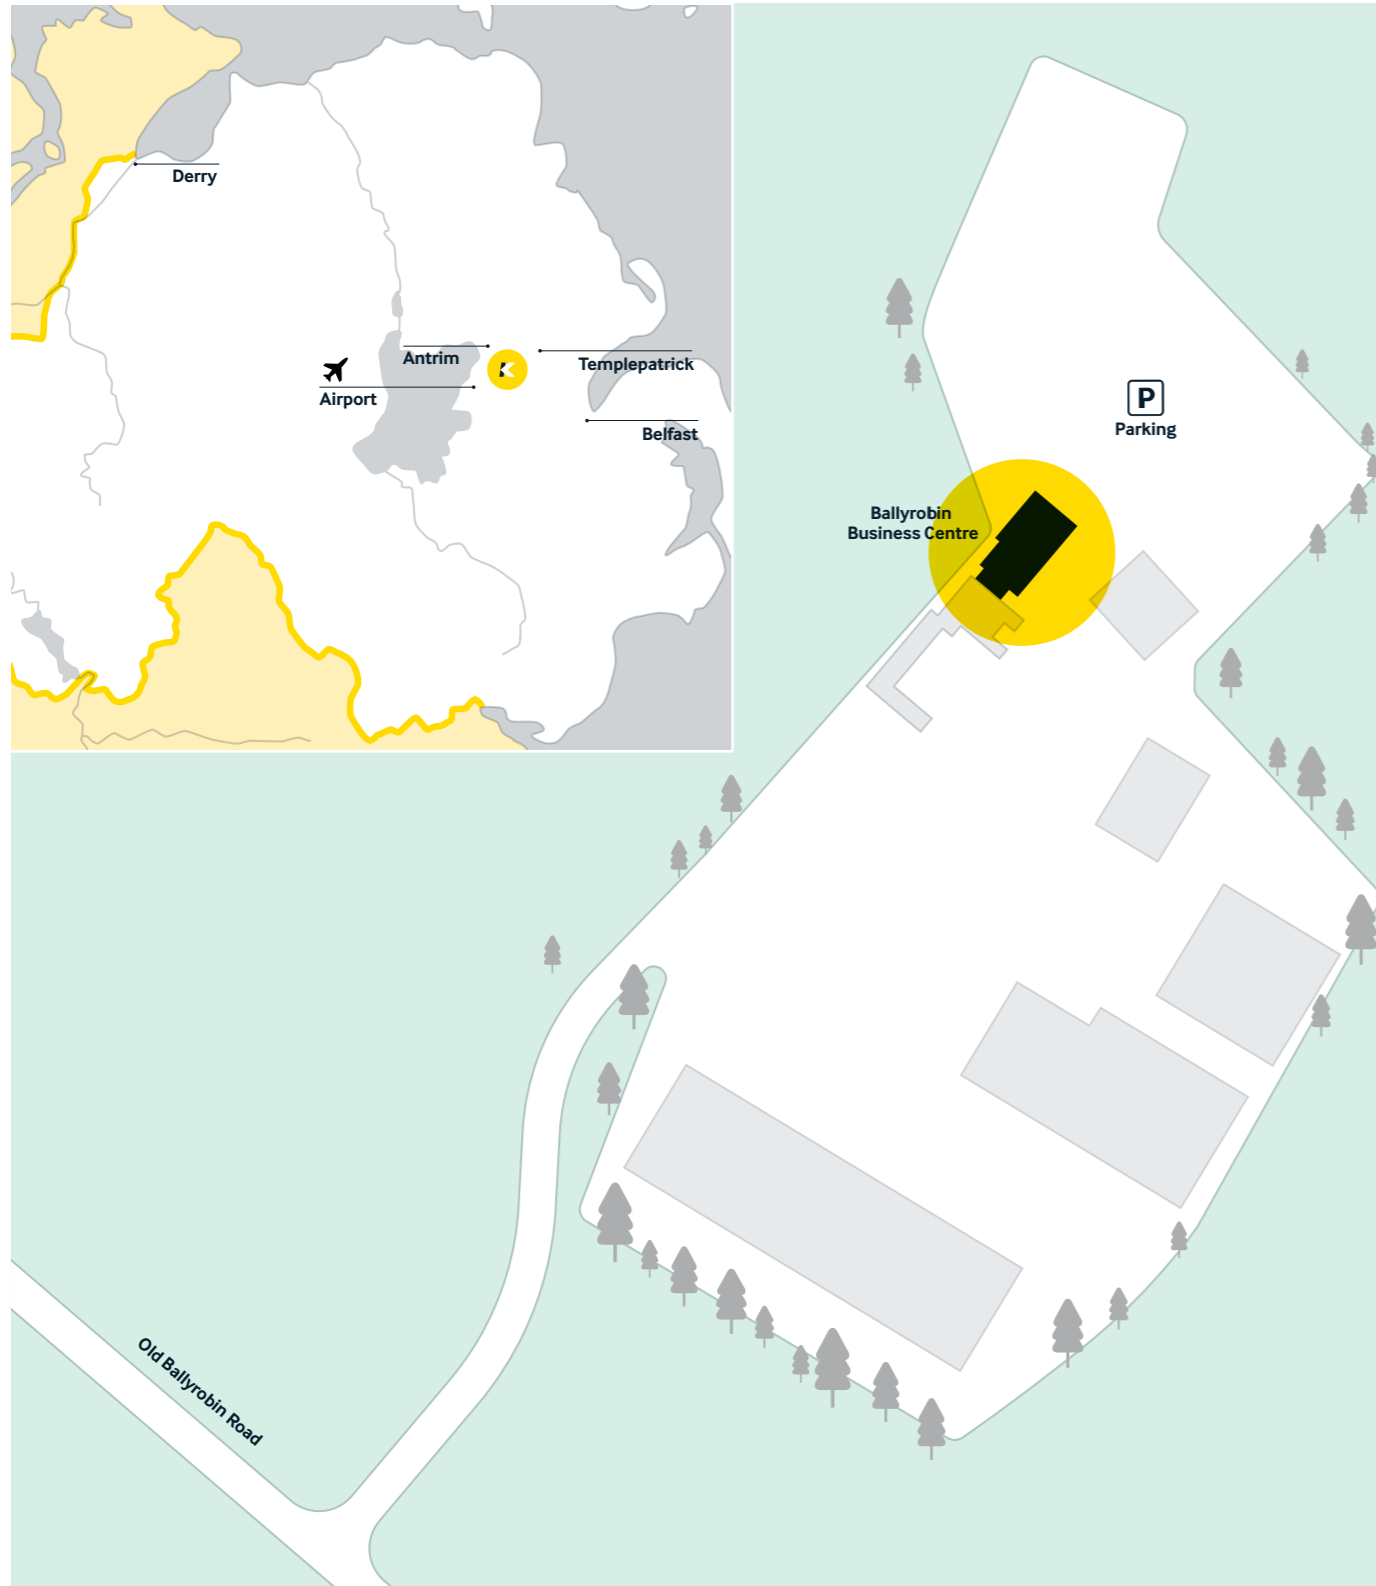 Derry
Antrim
Templepatrick
Airport
Belfast
P
Parking
Ballyrobin
Business Centre
Old Ballyrobin Road